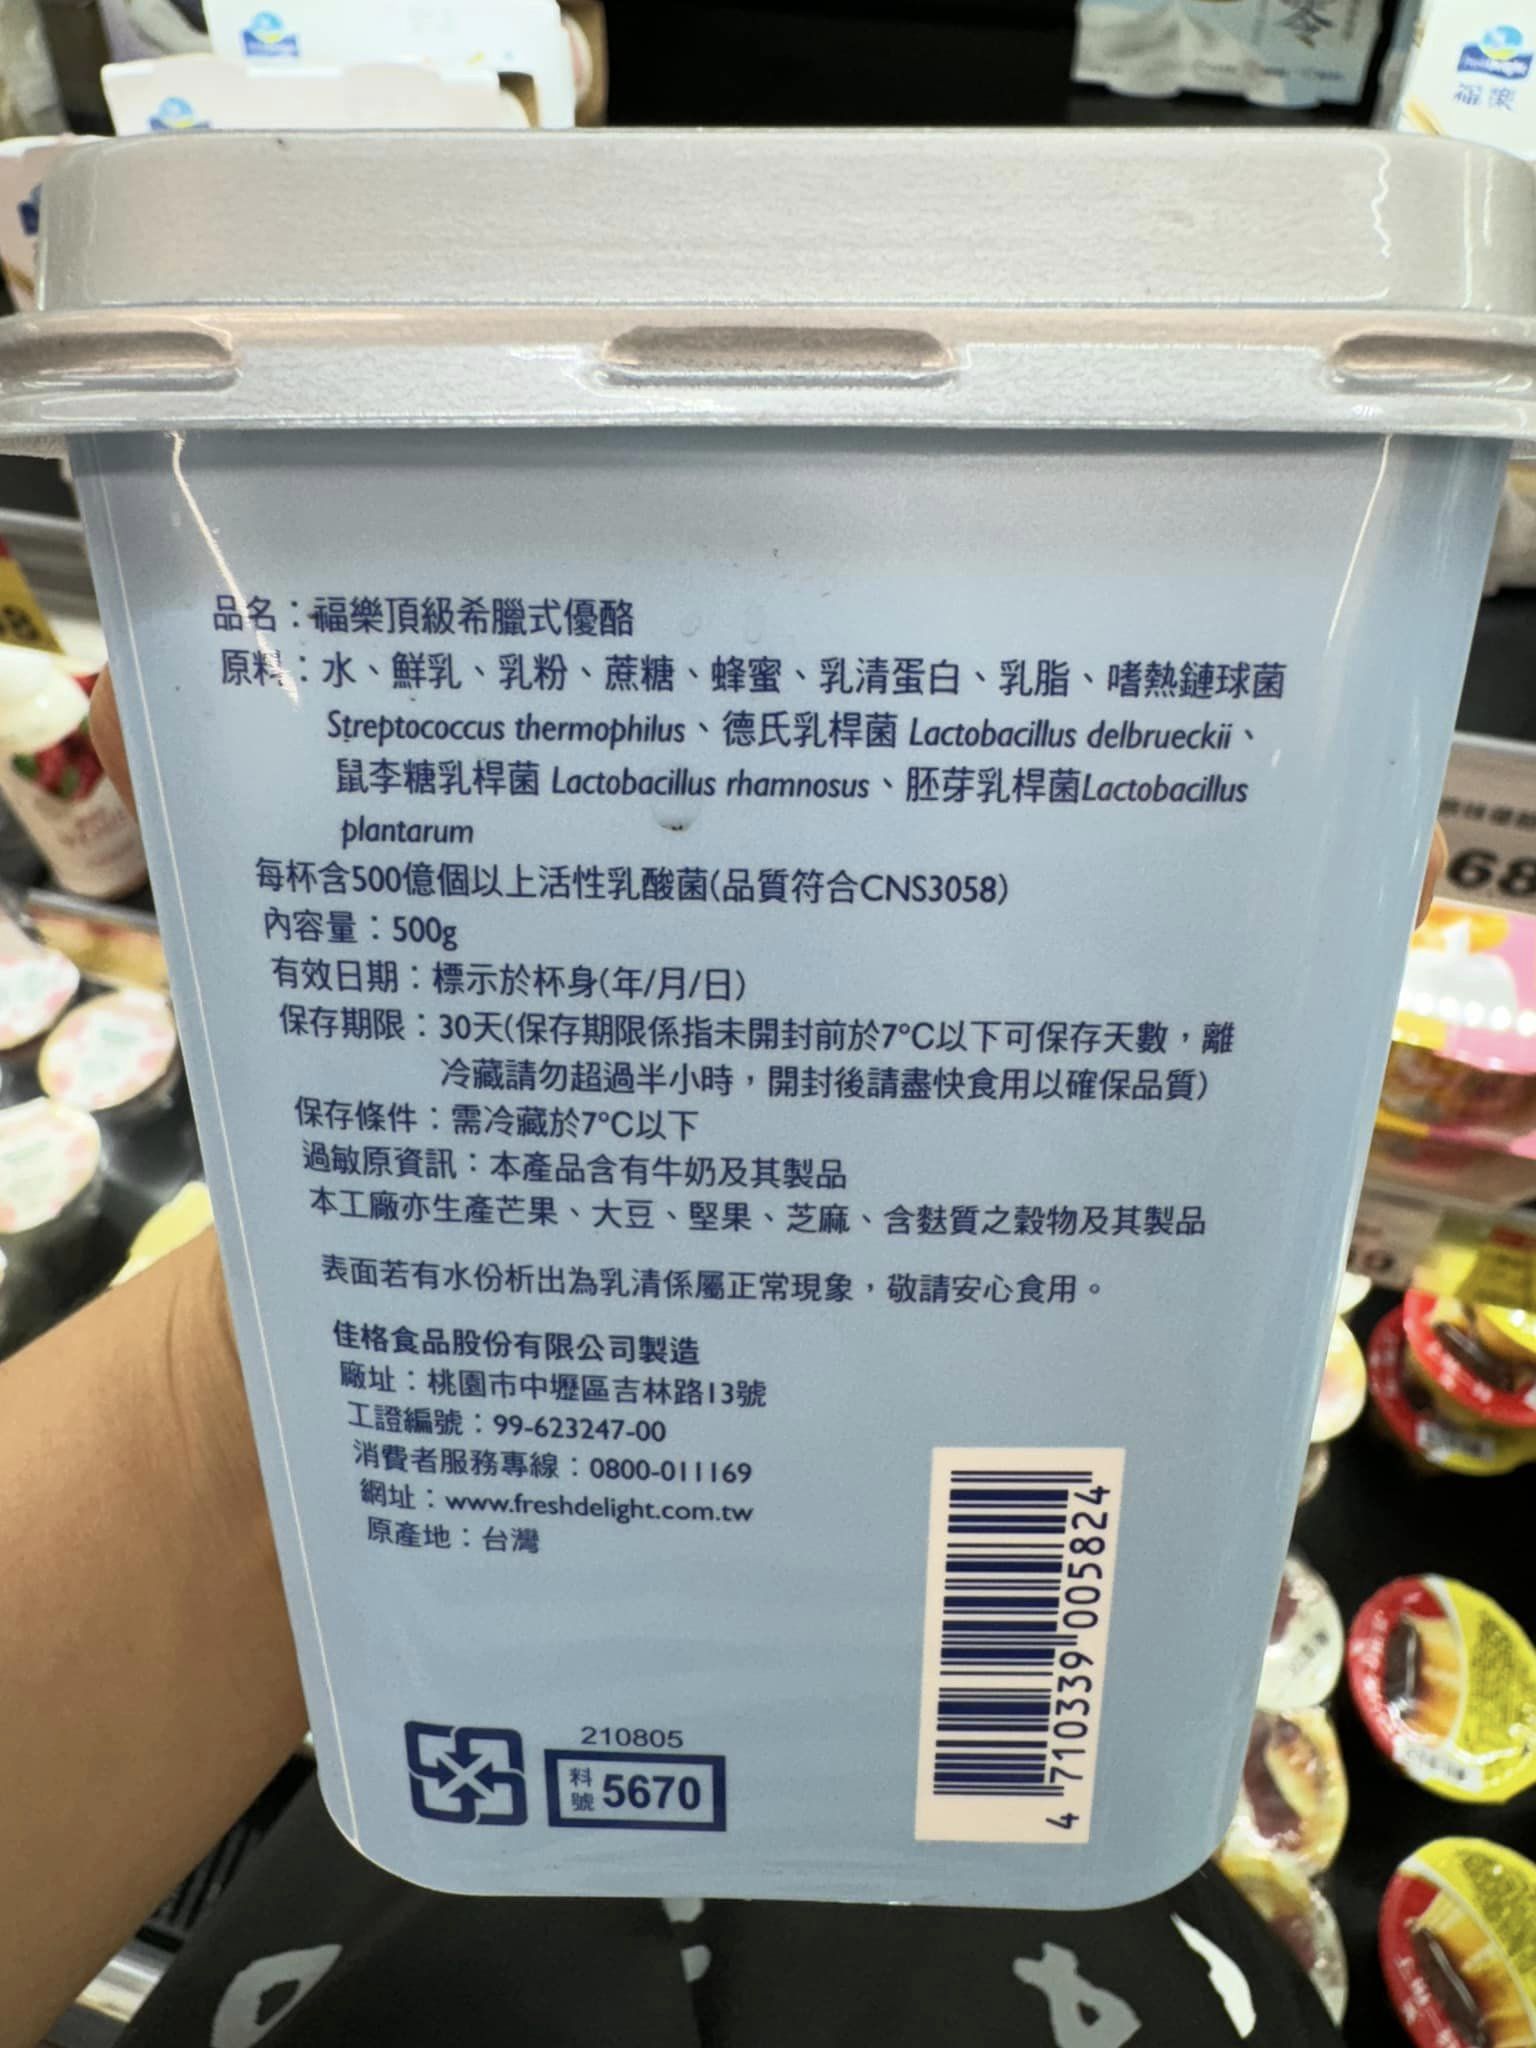 福樂
品名：福樂頂級希臘式優酪
原料：水、鮮乳、乳粉、蔗糖、蜂蜜、乳清蛋白、乳脂、嗜熱鏈球菌
Streptococcus thermophilus、德氏乳桿菌 Lactobacillus delbrueckii、
鼠李糖乳桿菌 Lactobacillus rhamnosus、胚芽乳桿菌Lactobacillus
plantarum
每杯含500億個以上活性乳酸菌(品質符合CNS3058)
內容量：500g
有效日期：標示於杯身(年/月/日)
保存期限：30天(保存期限係指未開封前於7°C以下可保存天數，離
冷藏請勿超過半小時，開封後請盡快食用以確保品質)
保存條件：需冷藏於7°C以下
過敏原資訊：本產品含有牛奶及其製品
本工廠亦生產芒果、大豆、堅果、芝麻、含麩質之穀物及其製品
表面若有水份析出為乳清係屬正常現象，敬請安心食用。
佳格食品股份有限公司製造
廠址：桃園市中壢區吉林路13號
工證編號：99-623247-00
消費者服務專線：0800-011169
網址：www.freshdelight.com.tw
原產地：台灣
210805
料號 5670
4 710339 005824
68